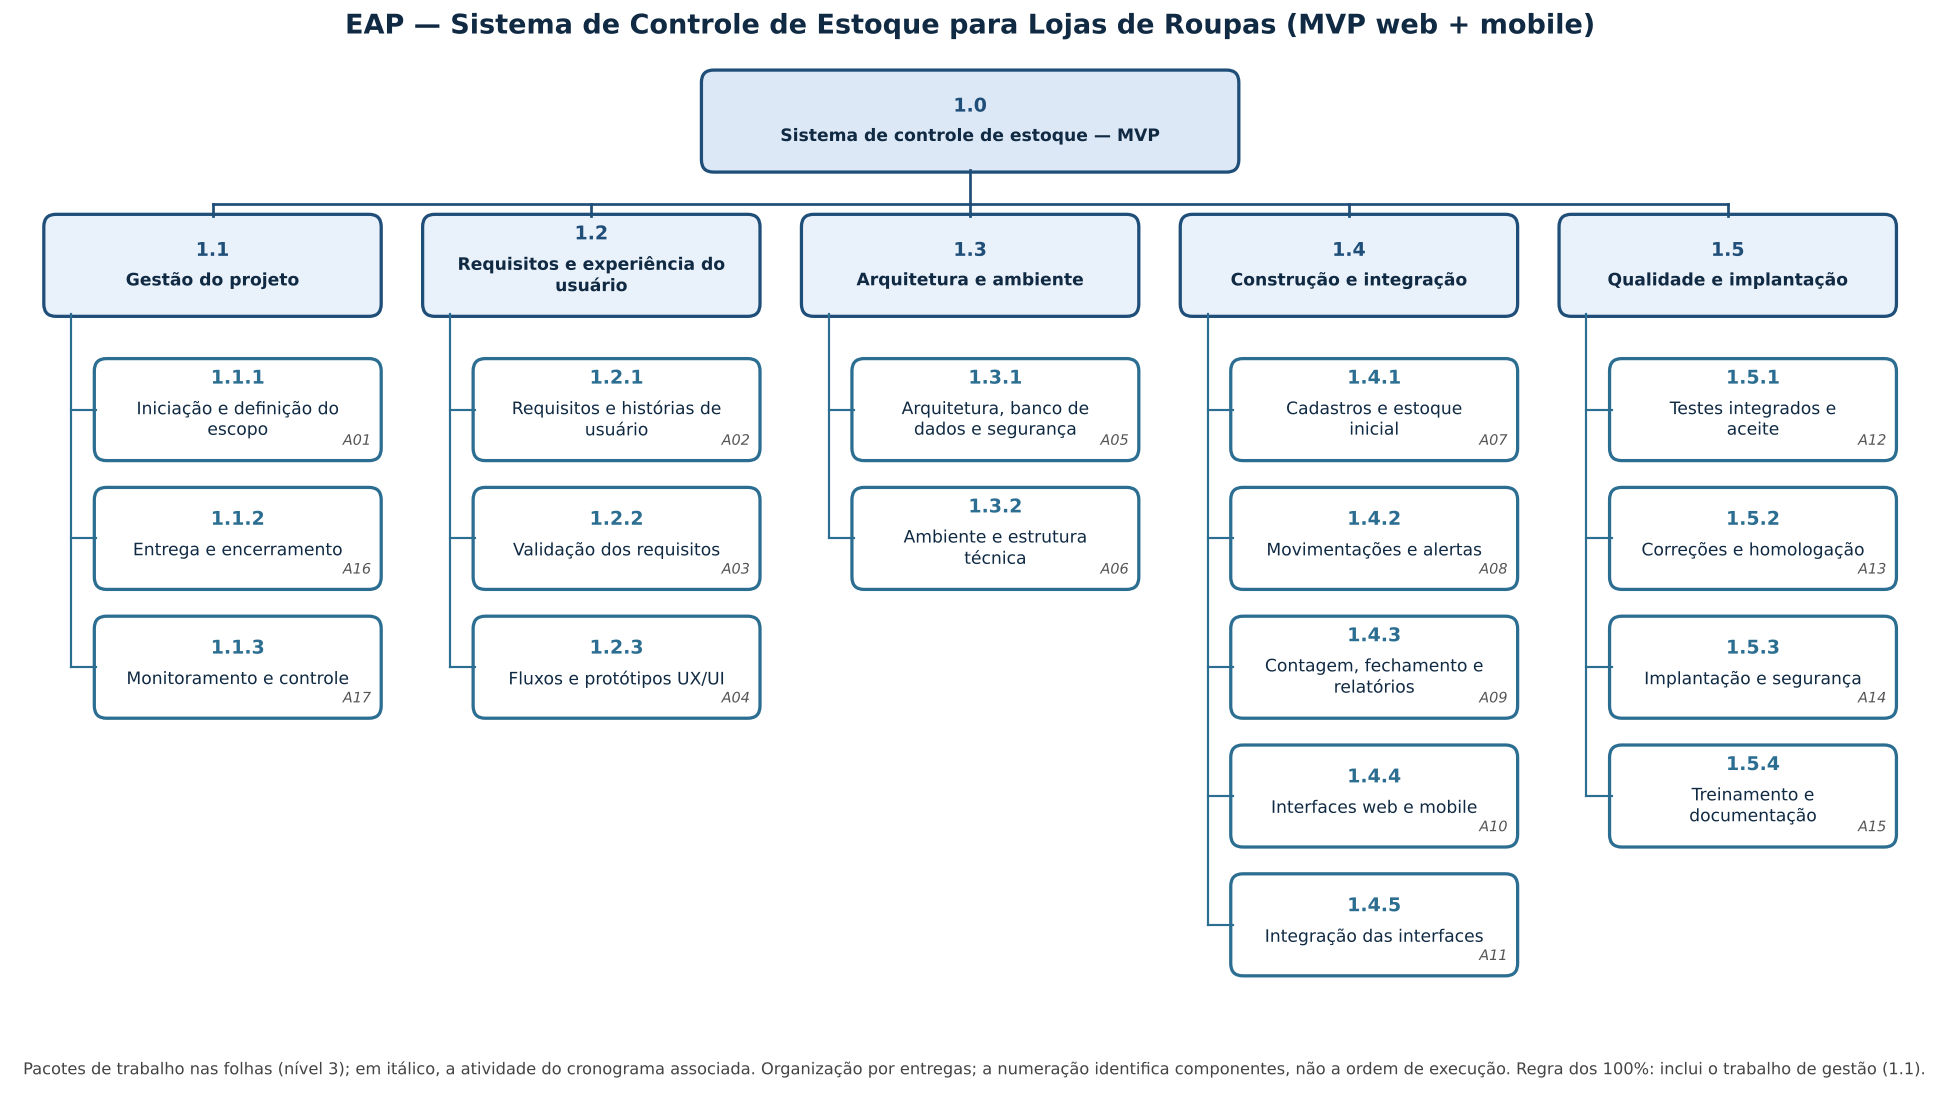 EAP — Sistema de Controle de Estoque para Lojas de Roupas (MVP web + mobile)
1.0
Sistema de controle de estoque — MVP
1.1
Gestão do projeto
1.1.1
Iniciação e definição do
escopo
A01
1.1.2
Entrega e encerramento
A16
1.1.3
Monitoramento e controle
A17
1.2
Requisitos e experiência do
usuário
1.2.1
Requisitos e histórias de
usuário
A02
1.2.2
Validação dos requisitos
A03
1.2.3
Fluxos e protótipos UX/UI
A04
1.3
Arquitetura e ambiente
1.3.1
Arquitetura, banco de
dados e segurança
A05
1.3.2
Ambiente e estrutura
técnica
A06
1.4
Construção e integração
1.4.1
Cadastros e estoque
inicial
A07
1.4.2
Movimentações e alertas
A08
1.4.3
Contagem, fechamento e
relatórios
A09
1.4.4
Interfaces web e mobile
A10
1.4.5
Integração das interfaces
A11
1.5
Qualidade e implantação
1.5.1
Testes integrados e
aceite
A12
1.5.2
Correções e homologação
A13
1.5.3
Implantação e segurança
A14
1.5.4
Treinamento e
documentação
A15
Pacotes de trabalho nas folhas (nível 3); em itálico, a atividade do cronograma associada. Organização por entregas; a numeração identifica componentes, não a ordem de execução. Regra dos 100%: inclui o trabalho de gestão (1.1).